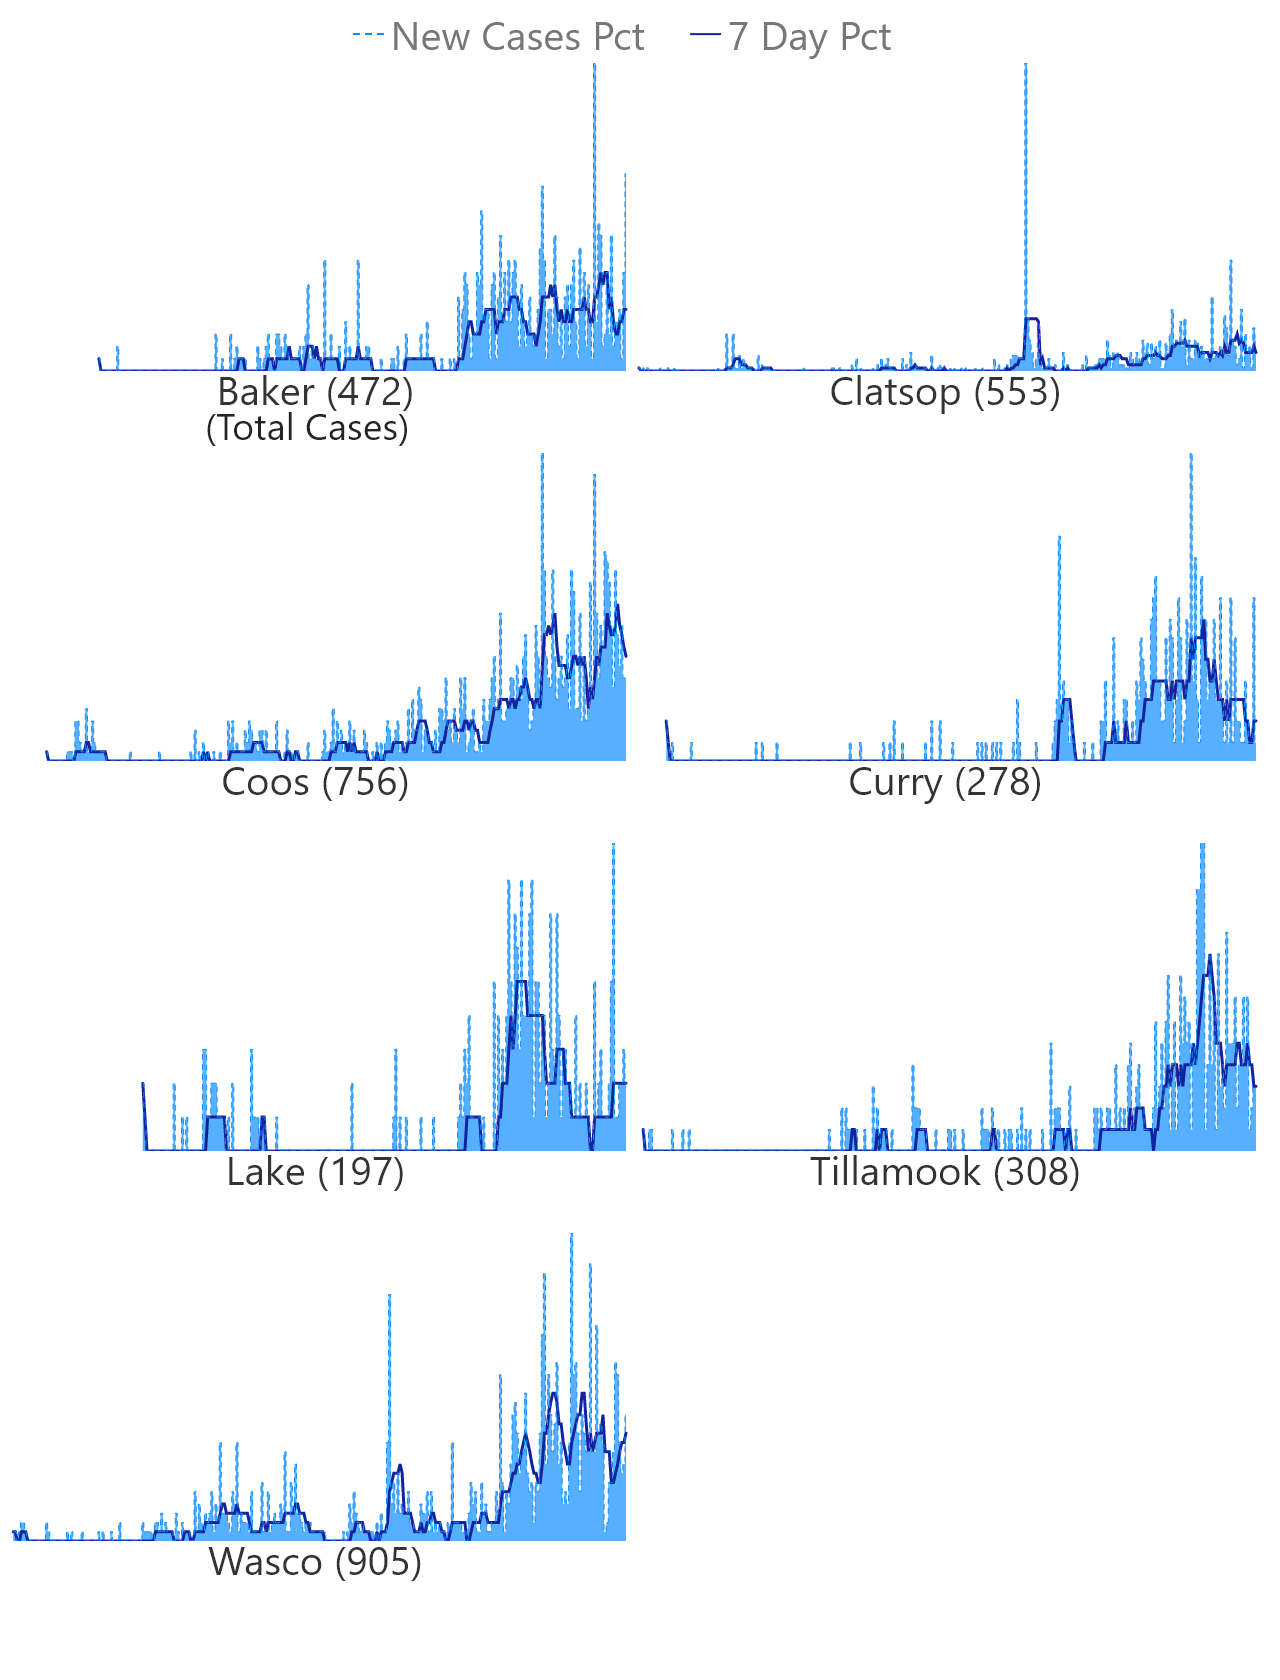 New Cases Pct 7 Day Pct
Baker (472) Clatsop (553)
(Total Cases)
Coos (756) Curry (278)
Lake (197) Tillamook (308)
Wasco (905)